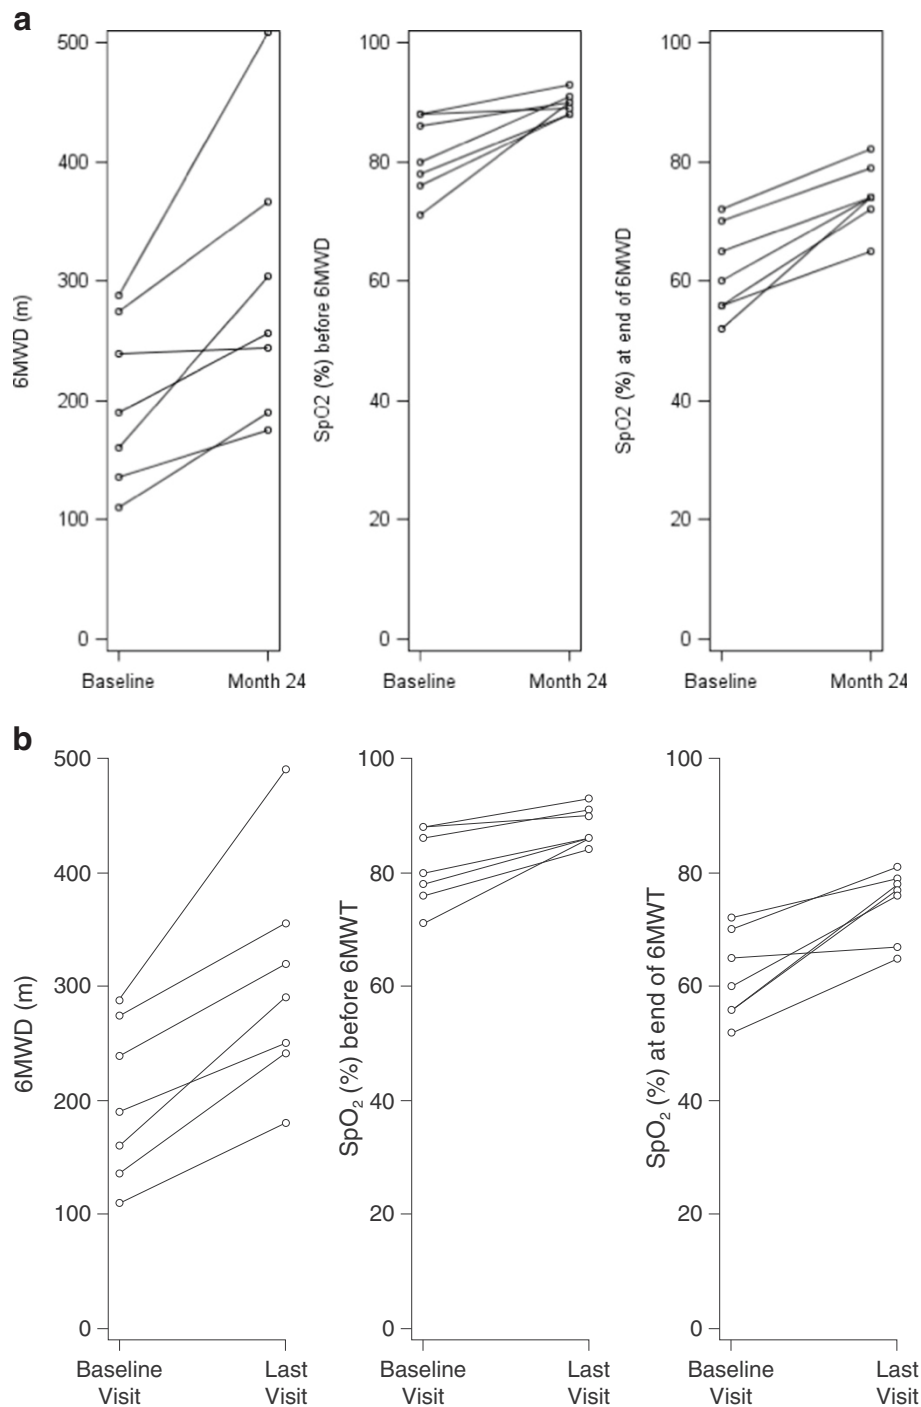 a
6MWD (m)
500
400
300
200
100
0
Baseline
Month 24
SpO2 (%) before 6MWD
100
80
60
40
20
0
Baseline
Month 24
SpO2 (%) at end of 6MWD
100
80
60
40
20
0
Baseline
Month 24
b
6MWD (m)
500
400
300
200
100
0
Baseline
Visit
Last
Visit
SpO₂ (%) before 6MWT
100
80
60
40
20
0
Baseline
Visit
Last
Visit
SpO₂ (%) at end of 6MWT
100
80
60
40
20
0
Baseline
Visit
Last
Visit